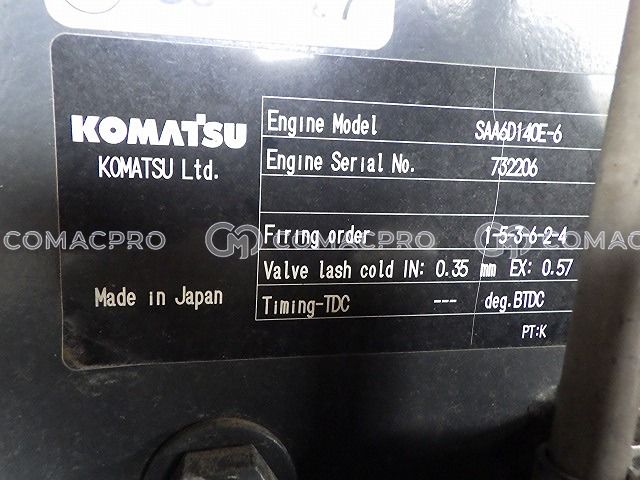 KOMATSU
KOMATSU Ltd.
Made in Japan
Engine Model SAA6D140E-6
Engine Serial No. 732206
Firing order 1-5-3-6-2-4
Valve lash cold IN: 0.35 mm EX: 0.57
Timing-TDC --- deg.BTDC
PT:K
COMACPRO COMACPRO COMACPRO